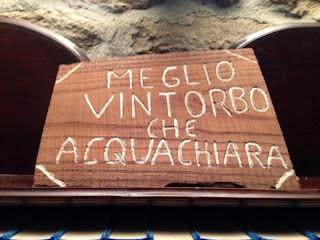 MEGLIO
VINTORBO
CHE
ACQUACHIARA